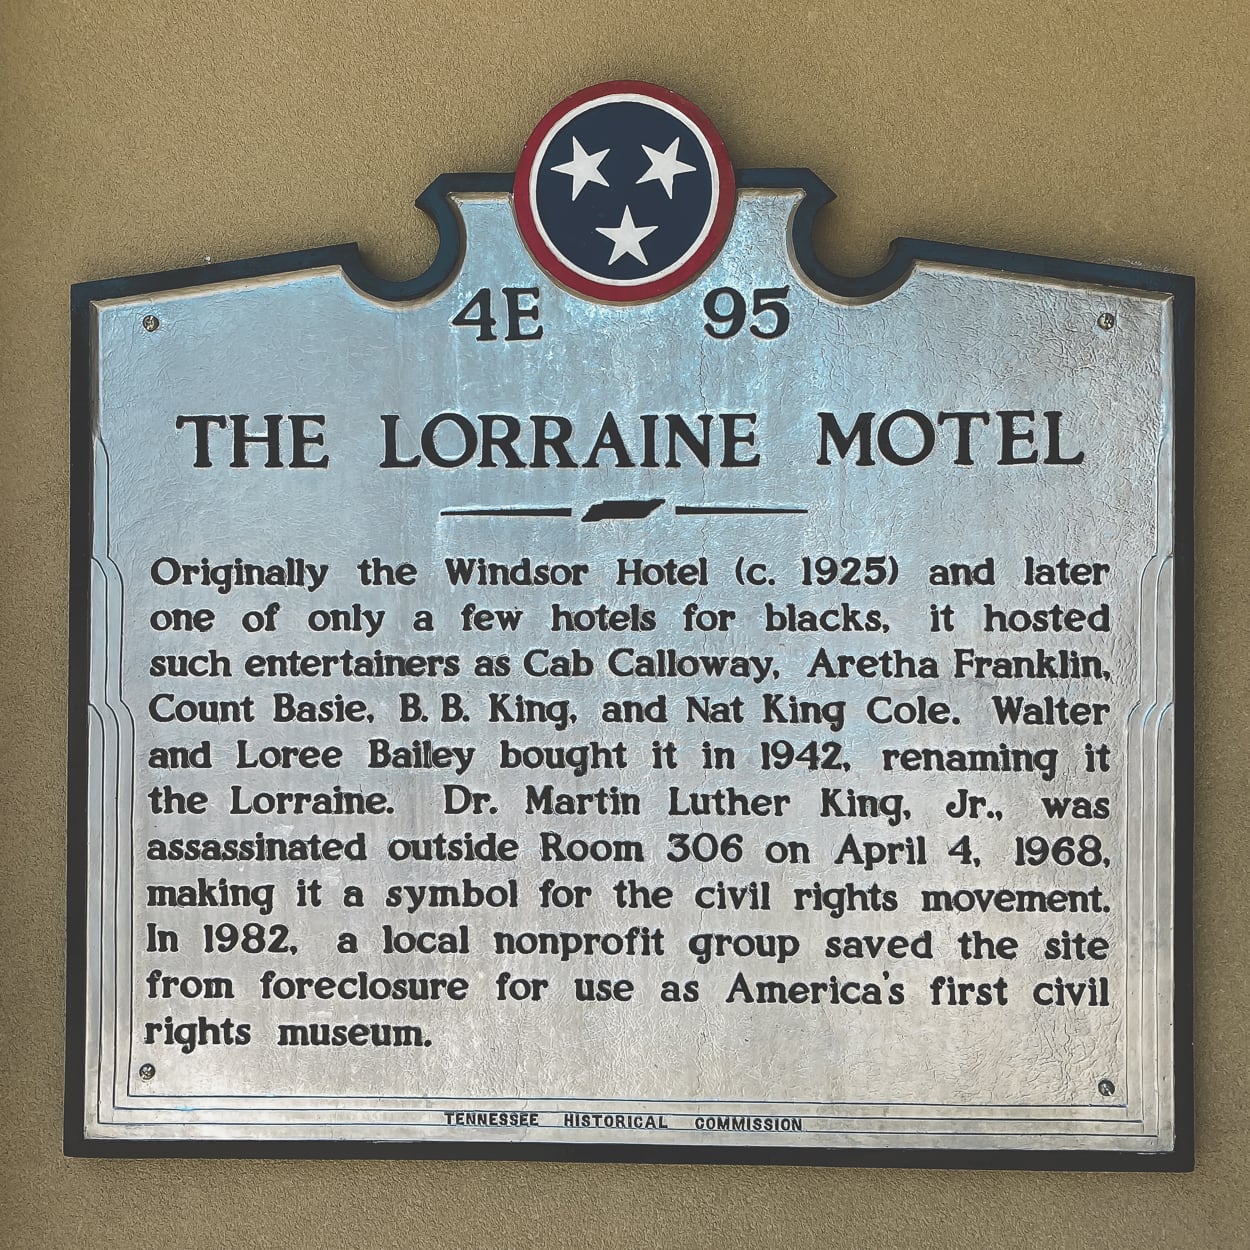 4E 95
THE LORRAINE MOTEL
Originally the Windsor Hotel (c. 1925) and later
one of only a few hotels for blacks, it hosted
such entertainers as Cab Calloway, Aretha Franklin,
Count Basie, B. B. King, and Nat King Cole. Walter
and Loree Bailey bought it in 1942, renaming it
the Lorraine. Dr. Martin Luther King, Jr., was
assassinated outside Room 306 on April 4, 1968,
making it a symbol for the civil rights movement.
In 1982, a local nonprofit group saved the site
from foreclosure for use as America's first civil
rights museum.
TENNESSEE HISTORICAL COMMISSION